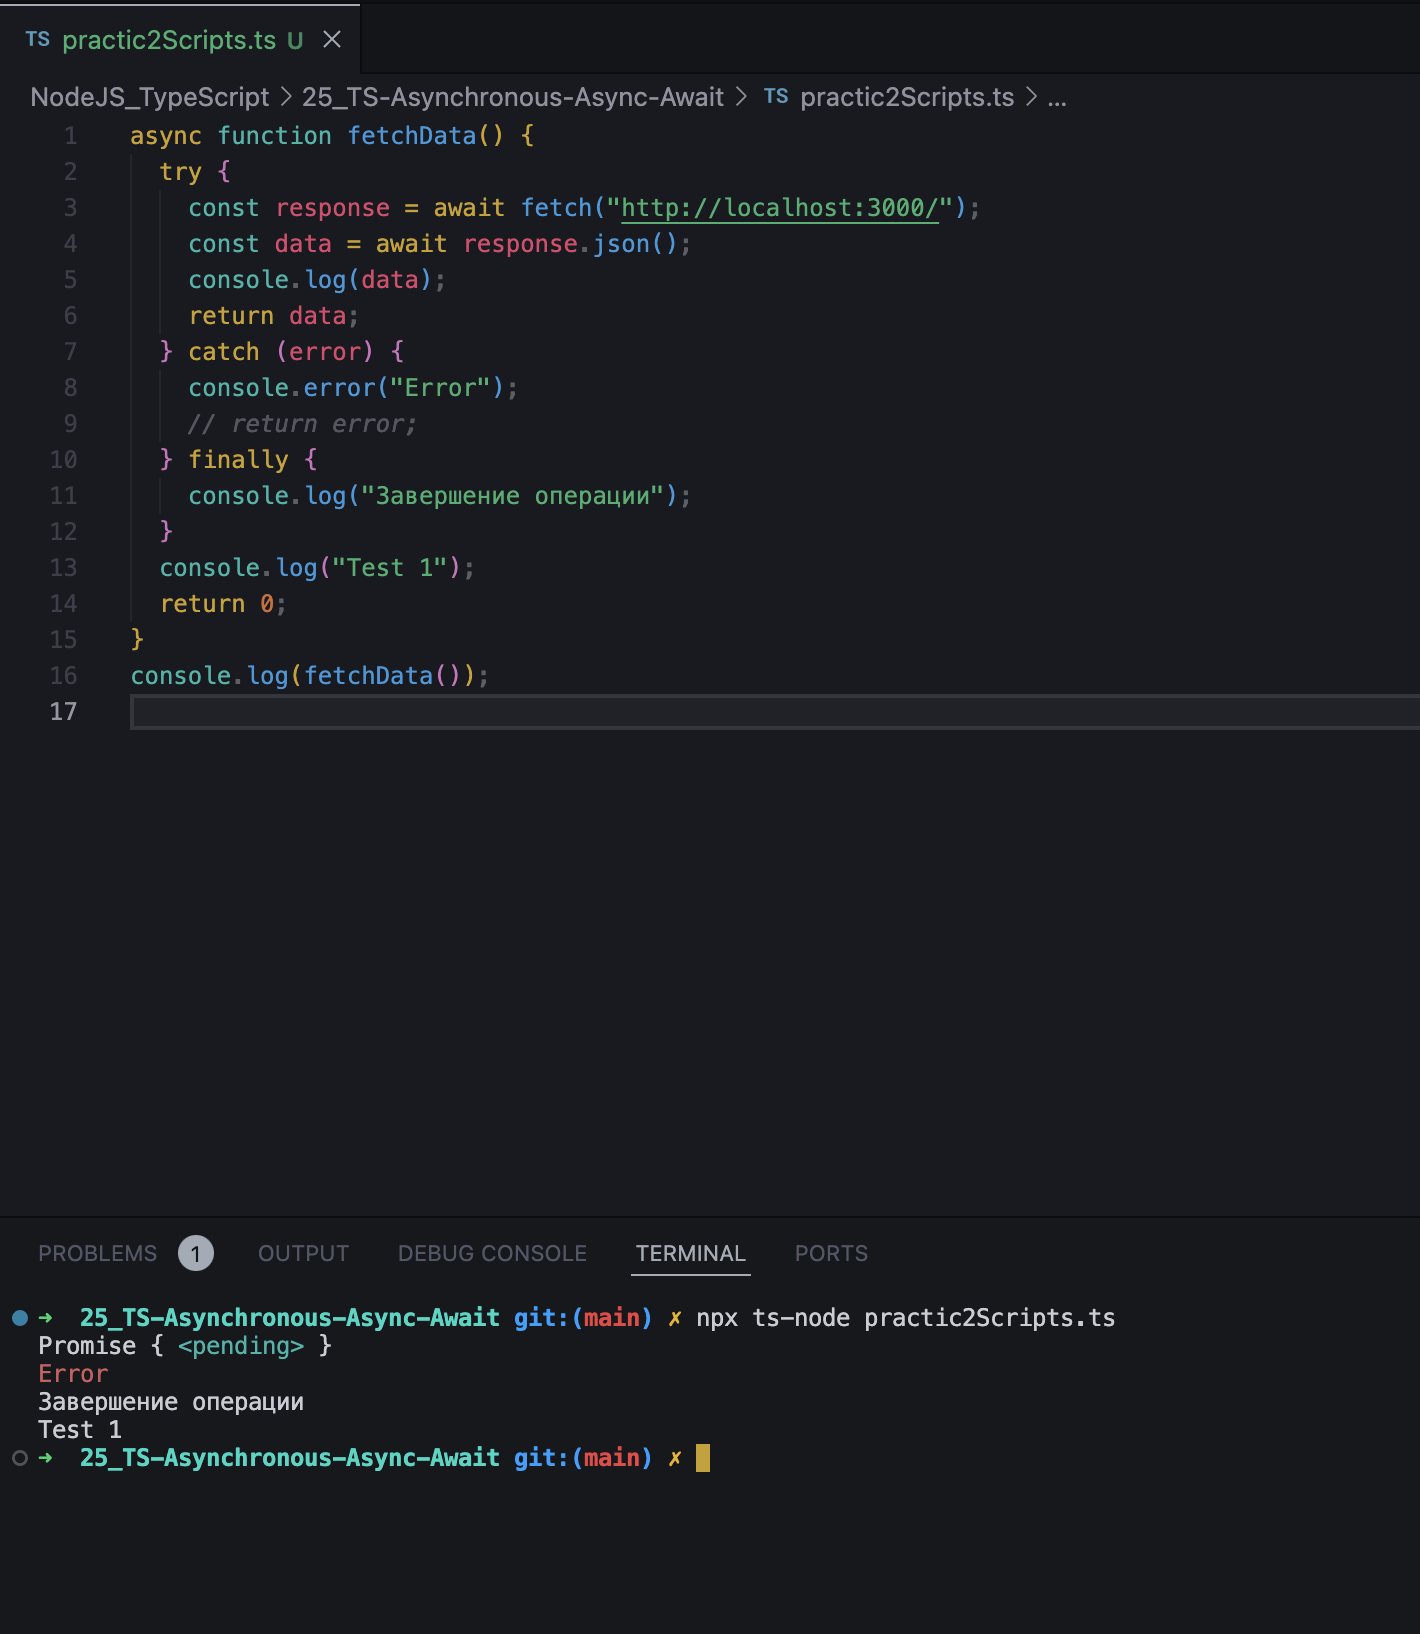 TS practic2Scripts.ts U
NodeJS_TypeScript > 25_TS-Asynchronous-Async-Await > TS practic2Scripts.ts > ...
1 async function fetchData() {
2 try {
3 const response = await fetch("http://localhost:3000/");
4 const data = await response.json();
5 console.log(data);
6 return data;
7 } catch (error) {
8 console.error("Error");
9 // return error;
10 } finally {
11 console.log("Завершение операции");
12 }
13 console.log("Test 1");
14 return 0;
15 }
16 console.log(fetchData());
17
PROBLEMS 1 OUTPUT DEBUG CONSOLE TERMINAL PORTS
➜ 25_TS-Asynchronous-Async-Await git:(main) ✗ npx ts-node practic2Scripts.ts
Promise { <pending> }
Error
Завершение операции
Test 1
➜ 25_TS-Asynchronous-Async-Await git:(main) ✗